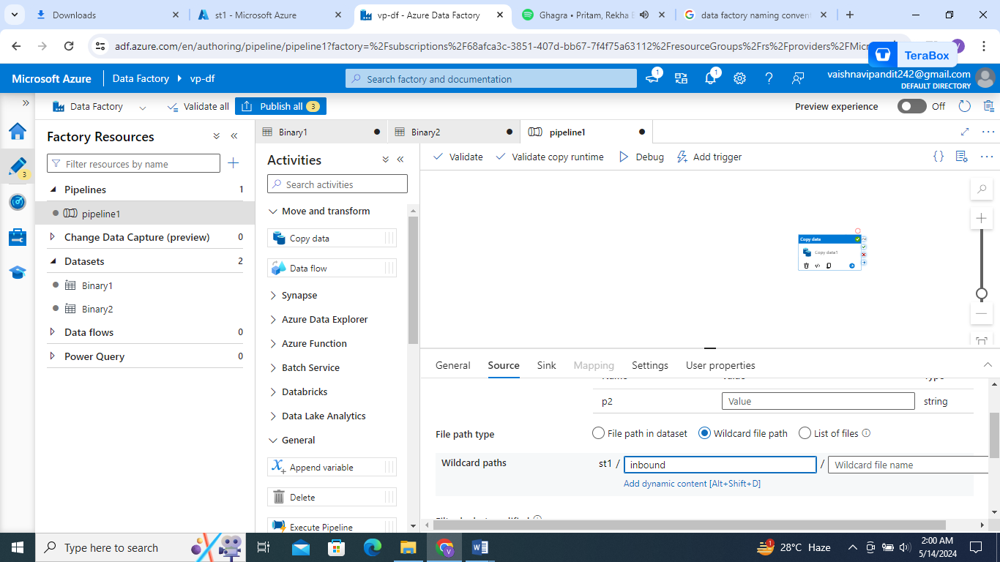 Downloads
st1 - Microsoft Azure
vp-df - Azure Data Factory
Ghagra • Pritam, Rekha
data factory naming conven
adf.azure.com/en/authoring/pipeline/pipeline1?factory=%2Fsubscriptions%2F68afca3c-3851-407d-bb67-7f4f75a63112%2FresourceGroups%2Frs%2Fproviders%2FMicr
TeraBox
Microsoft Azure
Data Factory
vp-df
Search factory and documentation
1
1
vaishnavipandit242@gmail.com
DEFAULT DIRECTORY
Data Factory
Validate all
Publish all 3
Preview experience
Off
3
Factory Resources
Filter resources by name
Pipelines 1
pipeline1
Change Data Capture (preview) 0
Datasets 2
Binary1
Binary2
Data flows 0
Power Query 0
Binary1
Binary2
pipeline1
Activities
Search activities
Move and transform
Copy data
Data flow
Synapse
Azure Data Explorer
Azure Function
Batch Service
Databricks
Data Lake Analytics
General
Append variable
Delete
Execute Pipeline
Validate
Validate copy runtime
Debug
Add trigger
Copy data
Copy data1
General
Source
Sink
Mapping
Settings
User properties
Name Value Type
p2 Value string
File path type
File path in dataset
Wildcard file path
List of files
Wildcard paths
st1 / inbound / Wildcard file name
Add dynamic content [Alt+Shift+D]
Type here to search
1
28°C Haze
2:00 AM
5/14/2024